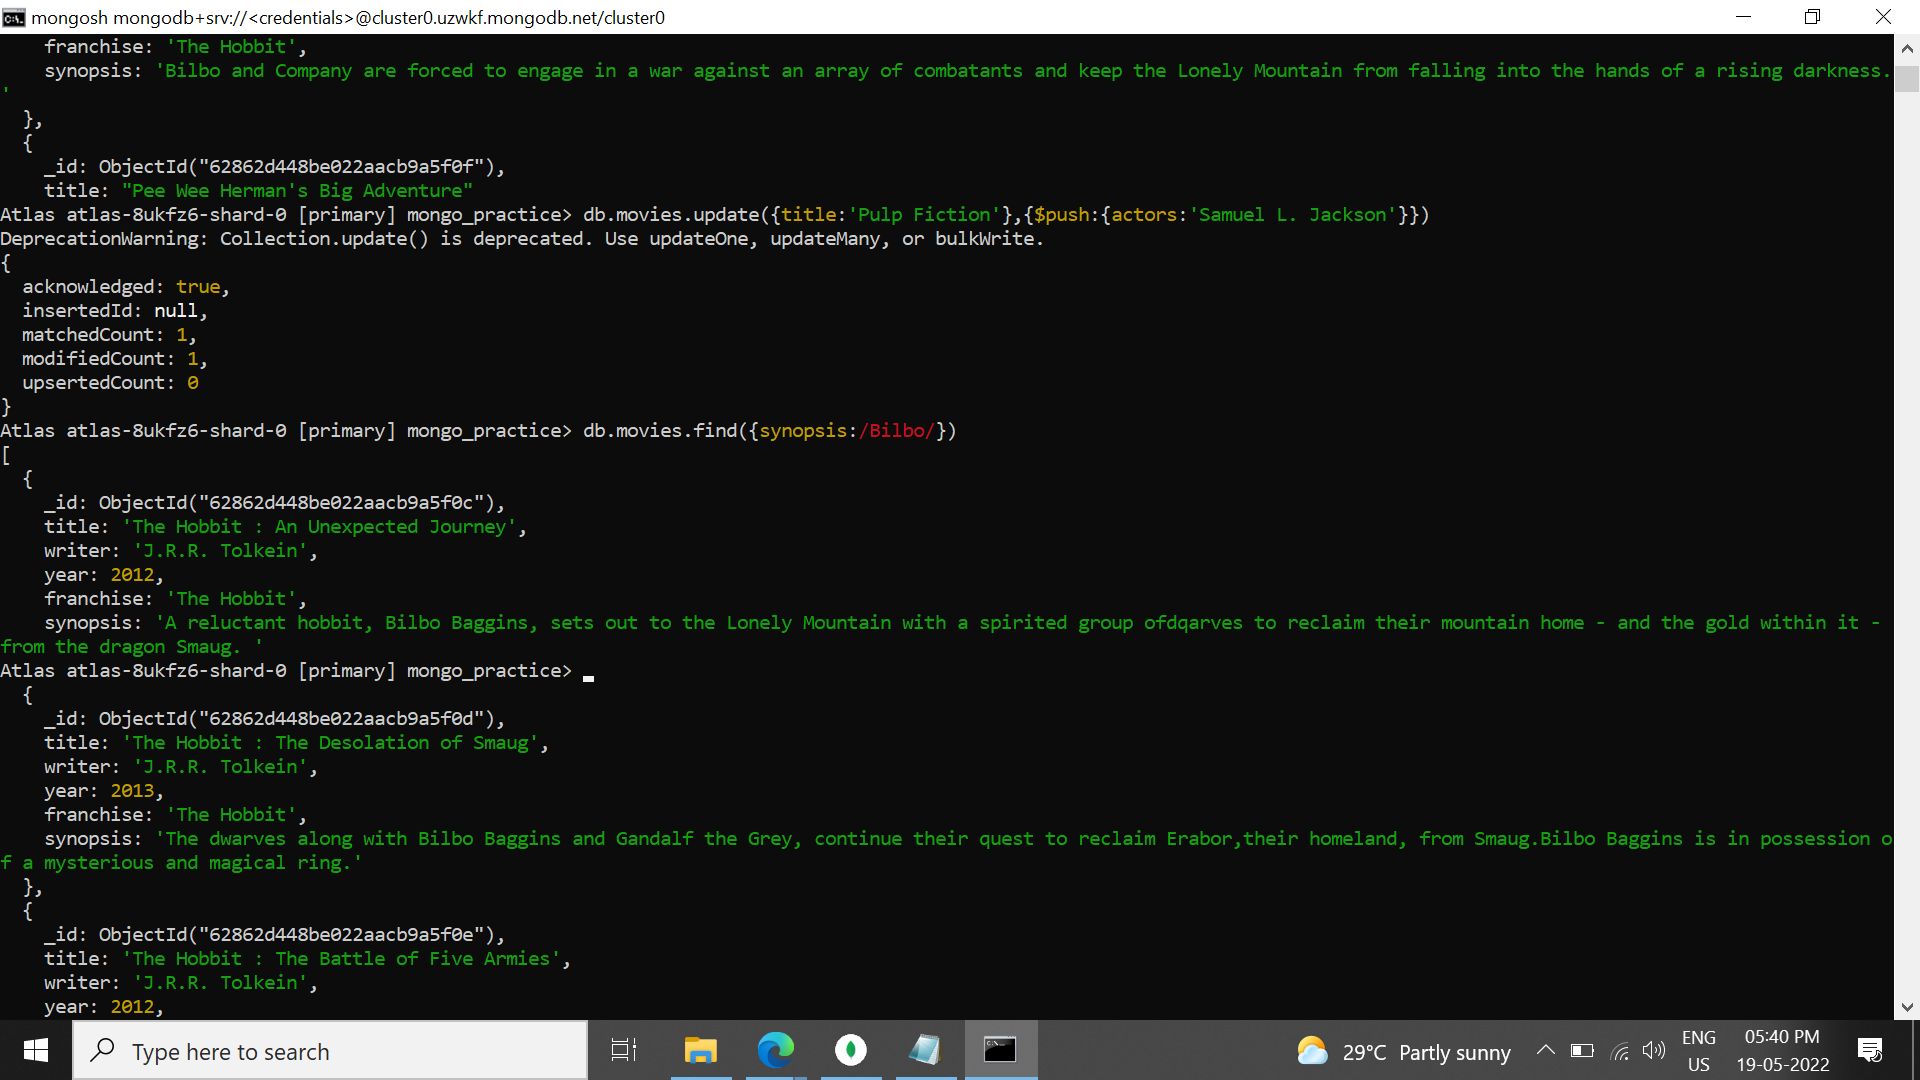 mongosh mongodb+srv://<credentials>@cluster0.uzwkf.mongodb.net/cluster0
franchise: 'The Hobbit',
synopsis: 'Bilbo and Company are forced to engage in a war against an array of combatants and keep the Lonely Mountain from falling into the hands of a rising darkness.
'
},
{
_id: ObjectId("62862d448be022aacb9a5f0f"),
title: "Pee Wee Herman's Big Adventure"
Atlas atlas-8ukfz6-shard-0 [primary] mongo_practice> db.movies.update({title:'Pulp Fiction'},{$push:{actors:'Samuel L. Jackson'}})
DeprecationWarning: Collection.update() is deprecated. Use updateOne, updateMany, or bulkWrite.
{
acknowledged: true,
insertedId: null,
matchedCount: 1,
modifiedCount: 1,
upsertedCount: 0
}
Atlas atlas-8ukfz6-shard-0 [primary] mongo_practice> db.movies.find({synopsis:/Bilbo/})
[
{
_id: ObjectId("62862d448be022aacb9a5f0c"),
title: 'The Hobbit : An Unexpected Journey',
writer: 'J.R.R. Tolkein',
year: 2012,
franchise: 'The Hobbit',
synopsis: 'A reluctant hobbit, Bilbo Baggins, sets out to the Lonely Mountain with a spirited group ofdqarves to reclaim their mountain home - and the gold within it -
from the dragon Smaug. '
Atlas atlas-8ukfz6-shard-0 [primary] mongo_practice>
{
_id: ObjectId("62862d448be022aacb9a5f0d"),
title: 'The Hobbit : The Desolation of Smaug',
writer: 'J.R.R. Tolkein',
year: 2013,
franchise: 'The Hobbit',
synopsis: 'The dwarves along with Bilbo Baggins and Gandalf the Grey, continue their quest to reclaim Erabor,their homeland, from Smaug.Bilbo Baggins is in possession o
f a mysterious and magical ring.'
},
{
_id: ObjectId("62862d448be022aacb9a5f0e"),
title: 'The Hobbit : The Battle of Five Armies',
writer: 'J.R.R. Tolkein',
year: 2012,
Type here to search
29°C Partly sunny
ENG
US
05:40 PM
19-05-2022